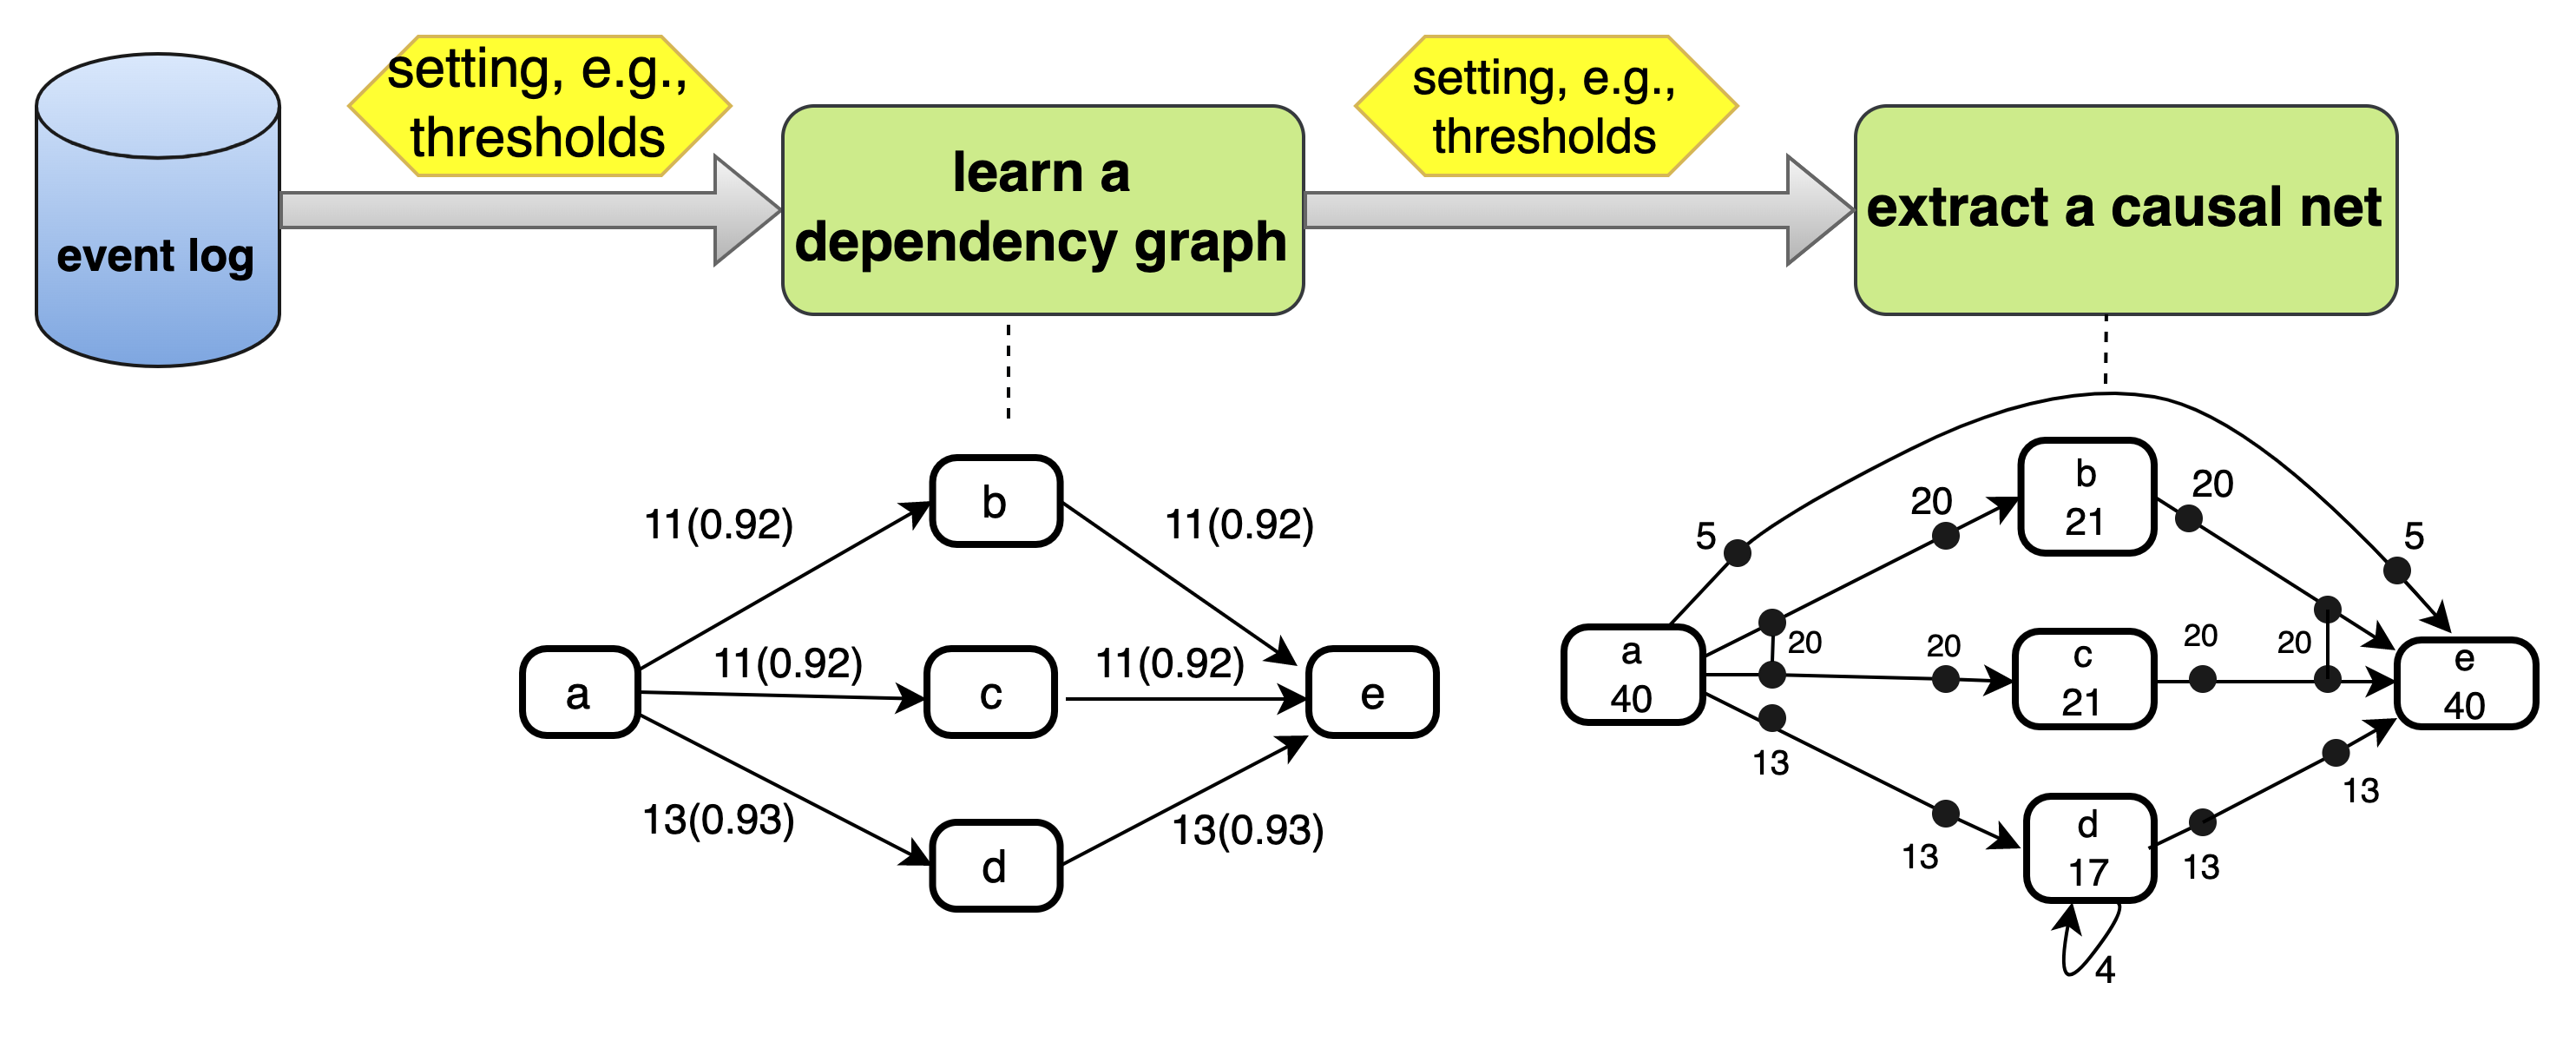 setting, e.g.,
thresholds
setting, e.g.,
thresholds
event log
learn a
dependency graph
extract a causal net
11(0.92)
b
11(0.92)
a
11(0.92)
c
11(0.92)
e
13(0.93)
d
13(0.93)
5
20
b
21
20
5
a
40
20
20
c
21
20
20
e
40
13
13
d
17
13
13
4